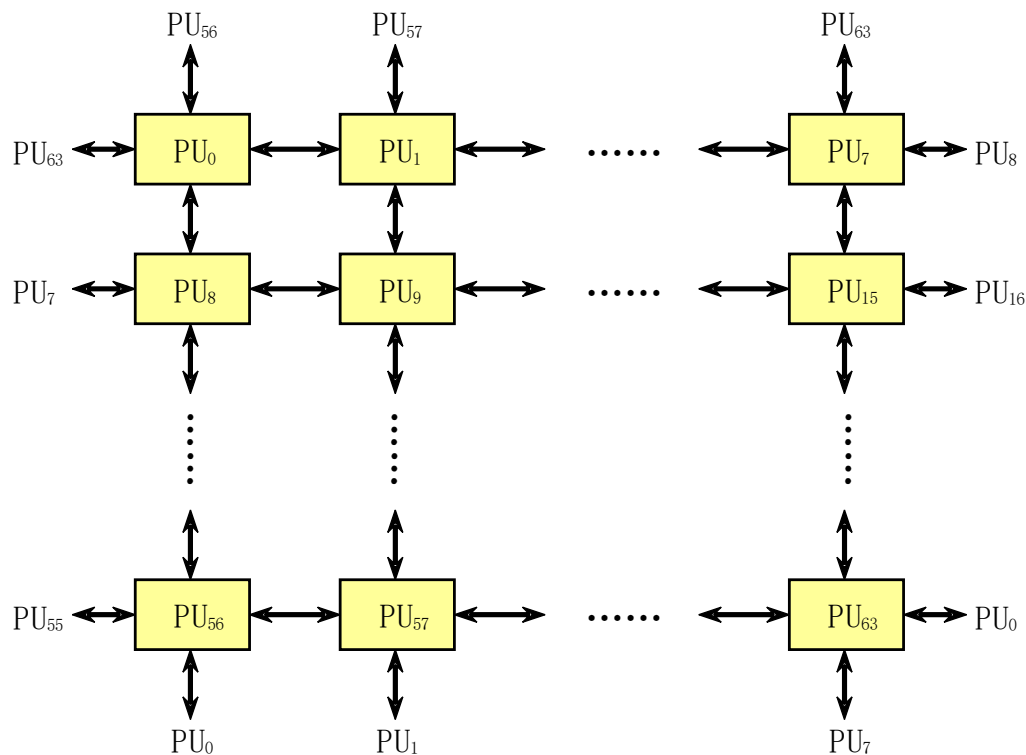 PU₅₆ PU₅₇ PU₆₃
PU₆₃ PU₀ PU₁ ...... PU₇ PU₈
PU₇ PU₈ PU₉ ...... PU₁₅ PU₁₆
...... ...... ......
PU₅₅ PU₅₆ PU₅₇ ...... PU₆₃ PU₀
PU₀ PU₁ PU₇